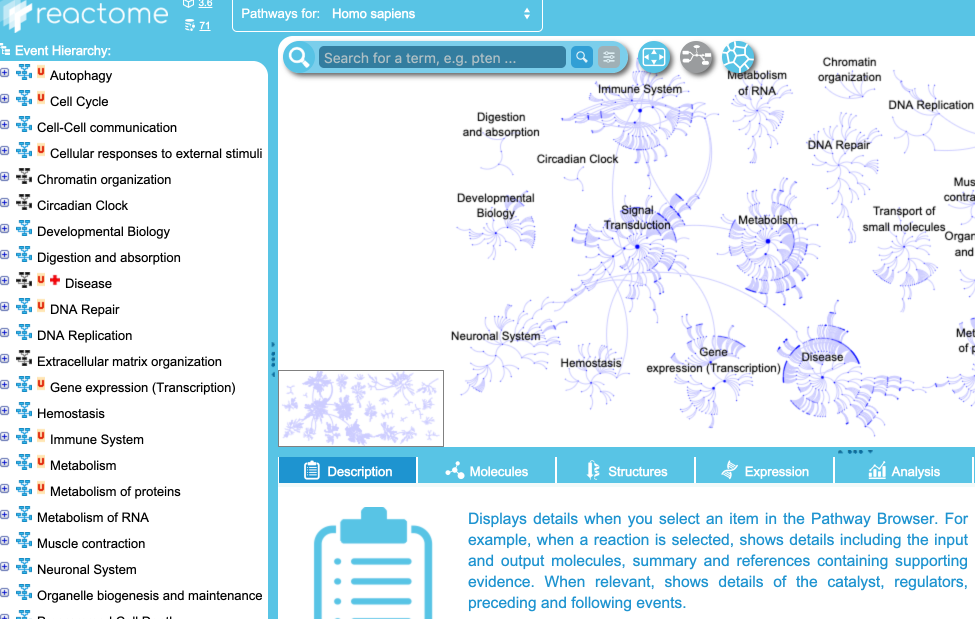 reactome
3.6
71
Pathways for: Homo sapiens
Event Hierarchy:
U Autophagy
U Cell Cycle
Cell-Cell communication
U Cellular responses to external stimuli
Chromatin organization
Circadian Clock
Developmental Biology
Digestion and absorption
U Disease
U DNA Repair
DNA Replication
Extracellular matrix organization
U Gene expression (Transcription)
Hemostasis
U Immune System
U Metabolism
U Metabolism of proteins
Metabolism of RNA
Muscle contraction
Neuronal System
Organelle biogenesis and maintenance
Search for a term, e.g. pten ...
Immune System
Metabolism
of RNA
Chromatin
organization
DNA Replication
Digestion
and absorption
Circadian Clock
DNA Repair
Developmental
Biology
Signal
Transduction
Metabolism
Transport of
small molecules
Mus
contra
Organ
and
Neuronal System
Hemostasis
Gene
expression (Transcription)
Disease
Met
of p
Description
Molecules
Structures
Expression
Analysis
Displays details when you select an item in the Pathway Browser. For
example, when a reaction is selected, shows details including the input
and output molecules, summary and references containing supporting
evidence. When relevant, shows details of the catalyst, regulators,
preceding and following events.